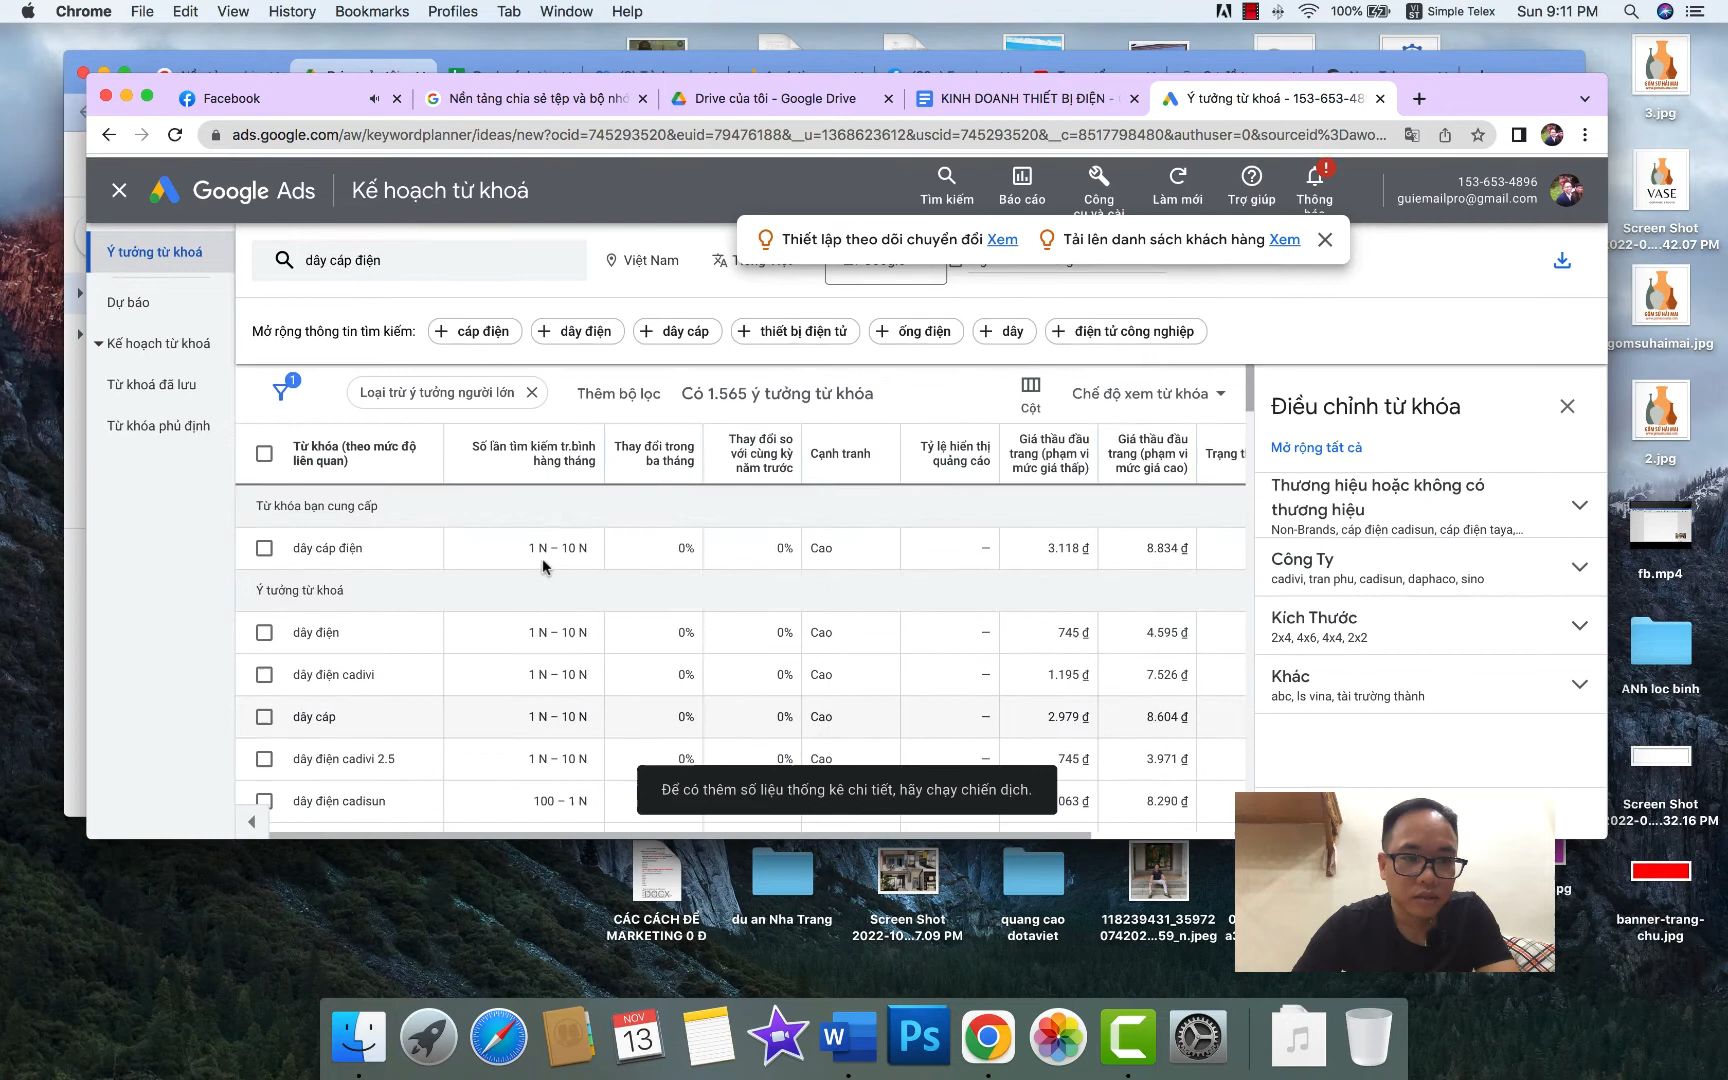 Chrome File Edit View History Bookmarks Profiles Tab Window Help
100% Simple Telex Sun 9:11 PM
Facebook
Nền tảng chia sẻ tệp và bộ nhớ
Drive của tôi - Google Drive
KINH DOANH THIẾT BỊ ĐIỆN -
Ý tưởng từ khoá - 153-653-48
ads.google.com/aw/keywordplanner/ideas/new?ocid=745293520&euid=79476188&__u=1368623612&uscid=745293520&__c=8517798480&authuser=0&sourceid%3Dawo...
Google Ads
Kế hoạch từ khoá
Tìm kiếm
Báo cáo
Công
Làm mới
Trợ giúp
Thông
153-653-4896
guiemailpro@gmail.com
Thiết lập theo dõi chuyển đổi Xem
Tải lên danh sách khách hàng Xem
Ý tưởng từ khoá
Dự báo
Kế hoạch từ khoá
Từ khoá đã lưu
Từ khóa phủ định
dây cáp điện
Việt Nam
Mở rộng thông tin tìm kiếm:
cáp điện
dây điện
dây cáp
thiết bị điện tử
ống điện
dây
điện tử công nghiệp
1
Loại trừ ý tưởng người lớn
Thêm bộ lọc
Có 1.565 ý tưởng từ khóa
Cột
Chế độ xem từ khóa
Từ khóa (theo mức độ
liên quan)
Số lần tìm kiếm tr.bình
hàng tháng
Thay đổi trong
ba tháng
Thay đổi so
với cùng kỳ
năm trước
Cạnh tranh
Tỷ lệ hiển thị
quảng cáo
Giá thầu đầu
trang (phạm vi
mức giá thấp)
Giá thầu đầu
trang (phạm vi
mức giá cao)
Từ khóa bạn cung cấp
dây cáp điện 1 N – 10 N 0% 0% Cao – 3.118 ₫ 8.834 ₫
Ý tưởng từ khoá
dây điện 1 N – 10 N 0% 0% Cao – 745 ₫ 4.595 ₫
dây điện cadivi 1 N – 10 N 0% 0% Cao – 1.195 ₫ 7.526 ₫
dây cáp 1 N – 10 N 0% 0% Cao – 2.979 ₫ 8.604 ₫
dây điện cadivi 2.5 1 N – 10 N 0% 0% Cao – 745 ₫ 3.971 ₫
dây điện cadisun 100 – 1 N 063 ₫ 8.290 ₫
Để có thêm số liệu thống kê chi tiết, hãy chạy chiến dịch.
Điều chỉnh từ khóa
Mở rộng tất cả
Thương hiệu hoặc không có
thương hiệu
Non-Brands, cáp điện cadisun, cáp điện taya,...
Công Ty
cadivi, tran phu, cadisun, daphaco, sino
Kích Thước
2x4, 4x6, 4x4, 2x2
Khác
abc, ls vina, tài trường thành
3.jpg
VASE
Screen Shot
2022-0....42.07 PM
gomsuhaimai.jpg
2.jpg
fb.mp4
ANh loc binh
Screen Shot
2022-0....32.16 PM
banner-trang-
chu.jpg
DOCX
CÁC CÁCH ĐỂ
MARKETING 0 Đ
du an Nha Trang
Screen Shot
2022-10...7.09 PM
quang cao
dotaviet
118239431_35972
074202...59_n.jpeg
NOV
13
W
Ps